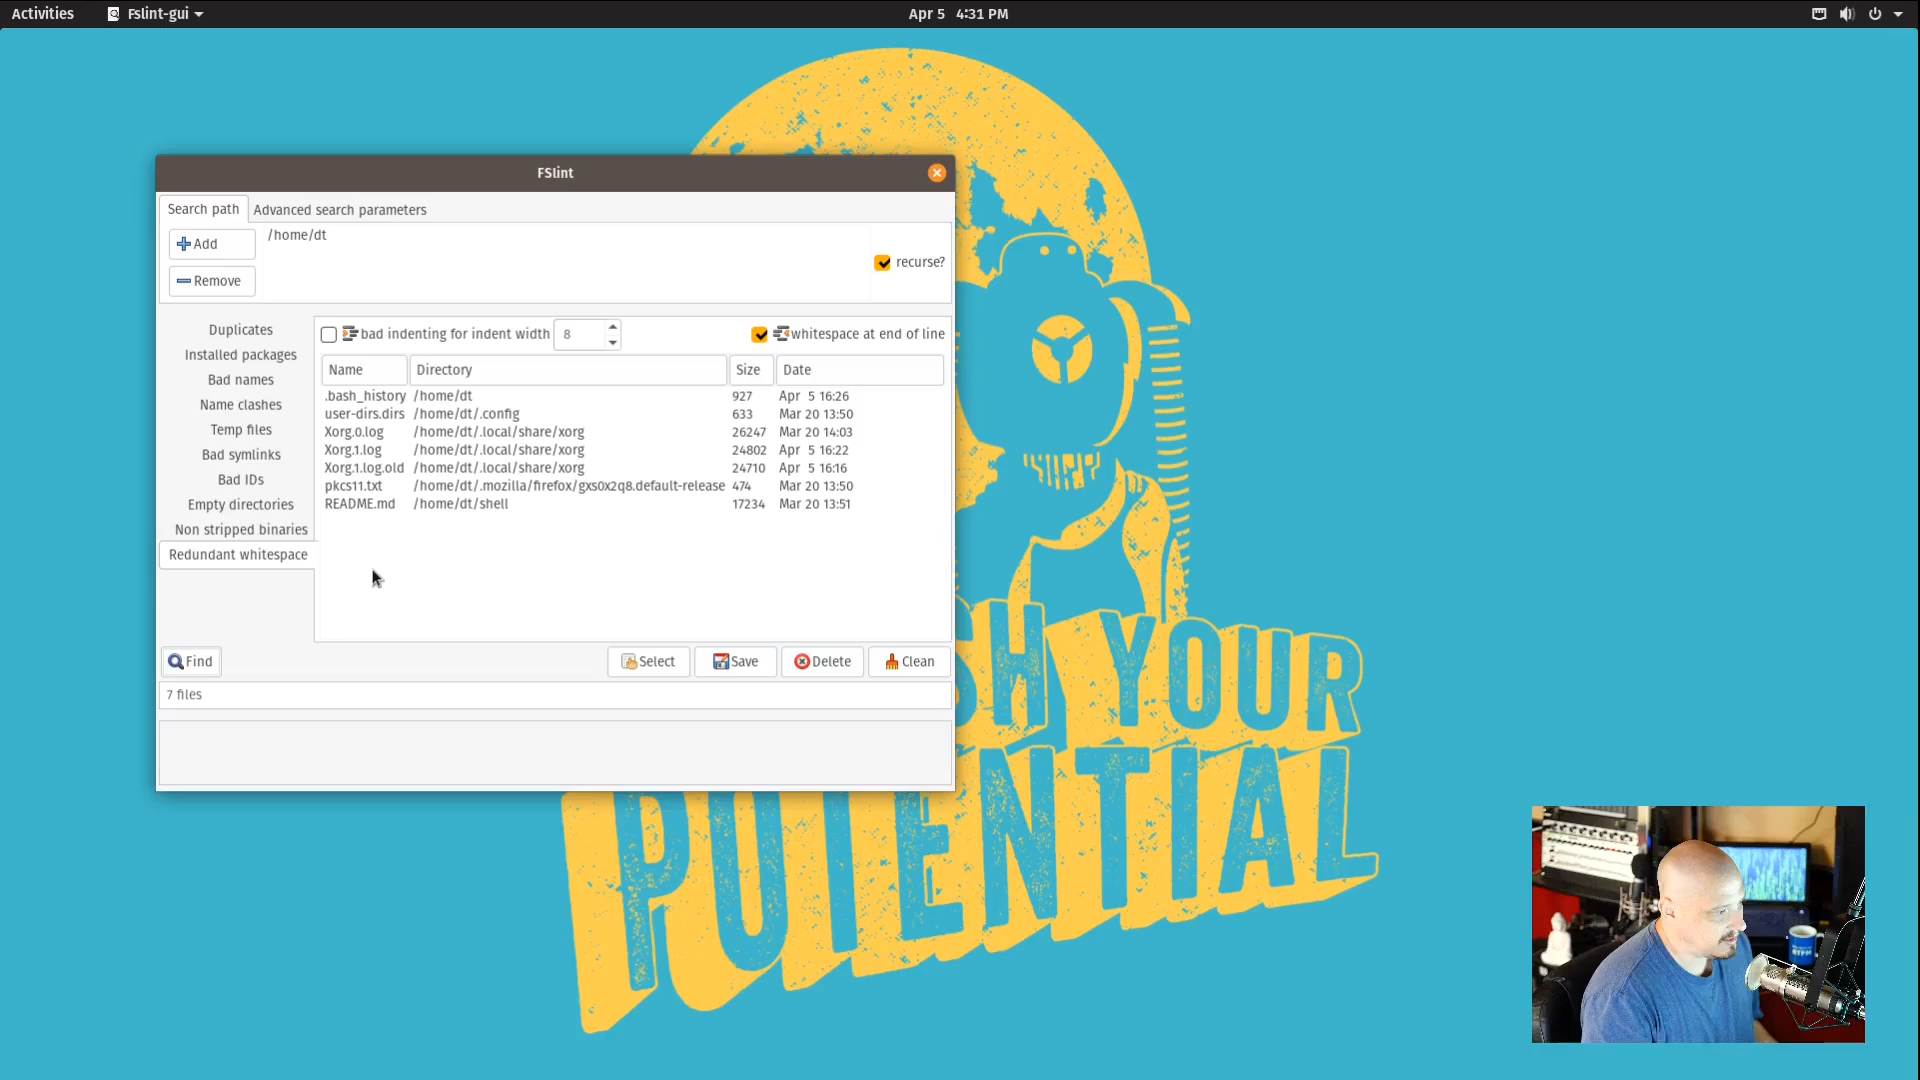 Activities Fslint-gui Apr 5 4:31 PM
FSlint
Search path Advanced search parameters
Add /home/dt
recurse?
Remove
Duplicates
Installed packages
Bad names
Name clashes
Temp files
Bad symlinks
Bad IDs
Empty directories
Non stripped binaries
Redundant whitespace
bad indenting for indent width 8 whitespace at end of line
Name Directory Size Date
.bash_history /home/dt 927 Apr 5 16:26
user-dirs.dirs /home/dt/.config 633 Mar 20 13:50
Xorg.0.log /home/dt/.local/share/xorg 26247 Mar 20 14:03
Xorg.1.log /home/dt/.local/share/xorg 24802 Apr 5 16:22
Xorg.1.log.old /home/dt/.local/share/xorg 24710 Apr 5 16:16
pkcs11.txt /home/dt/.mozilla/firefox/gxs0x2q8.default-release 474 Mar 20 13:50
README.md /home/dt/shell 17234 Mar 20 13:51
Find Select Save Delete Clean
7 files
SH YOUR
POTENTIAL